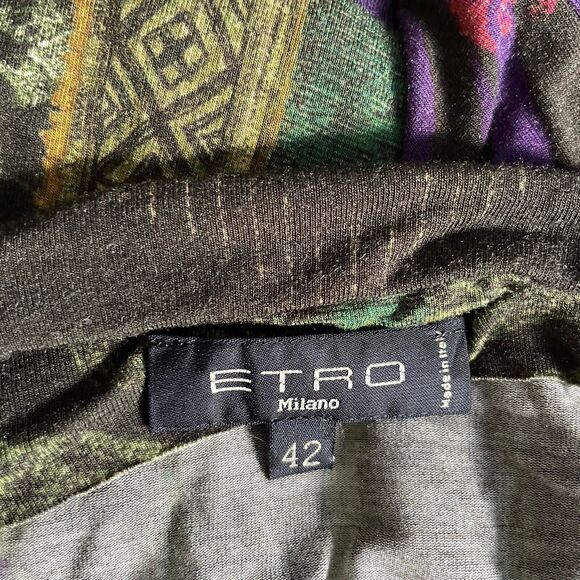 ETRO
Milano
Made in Italy
42